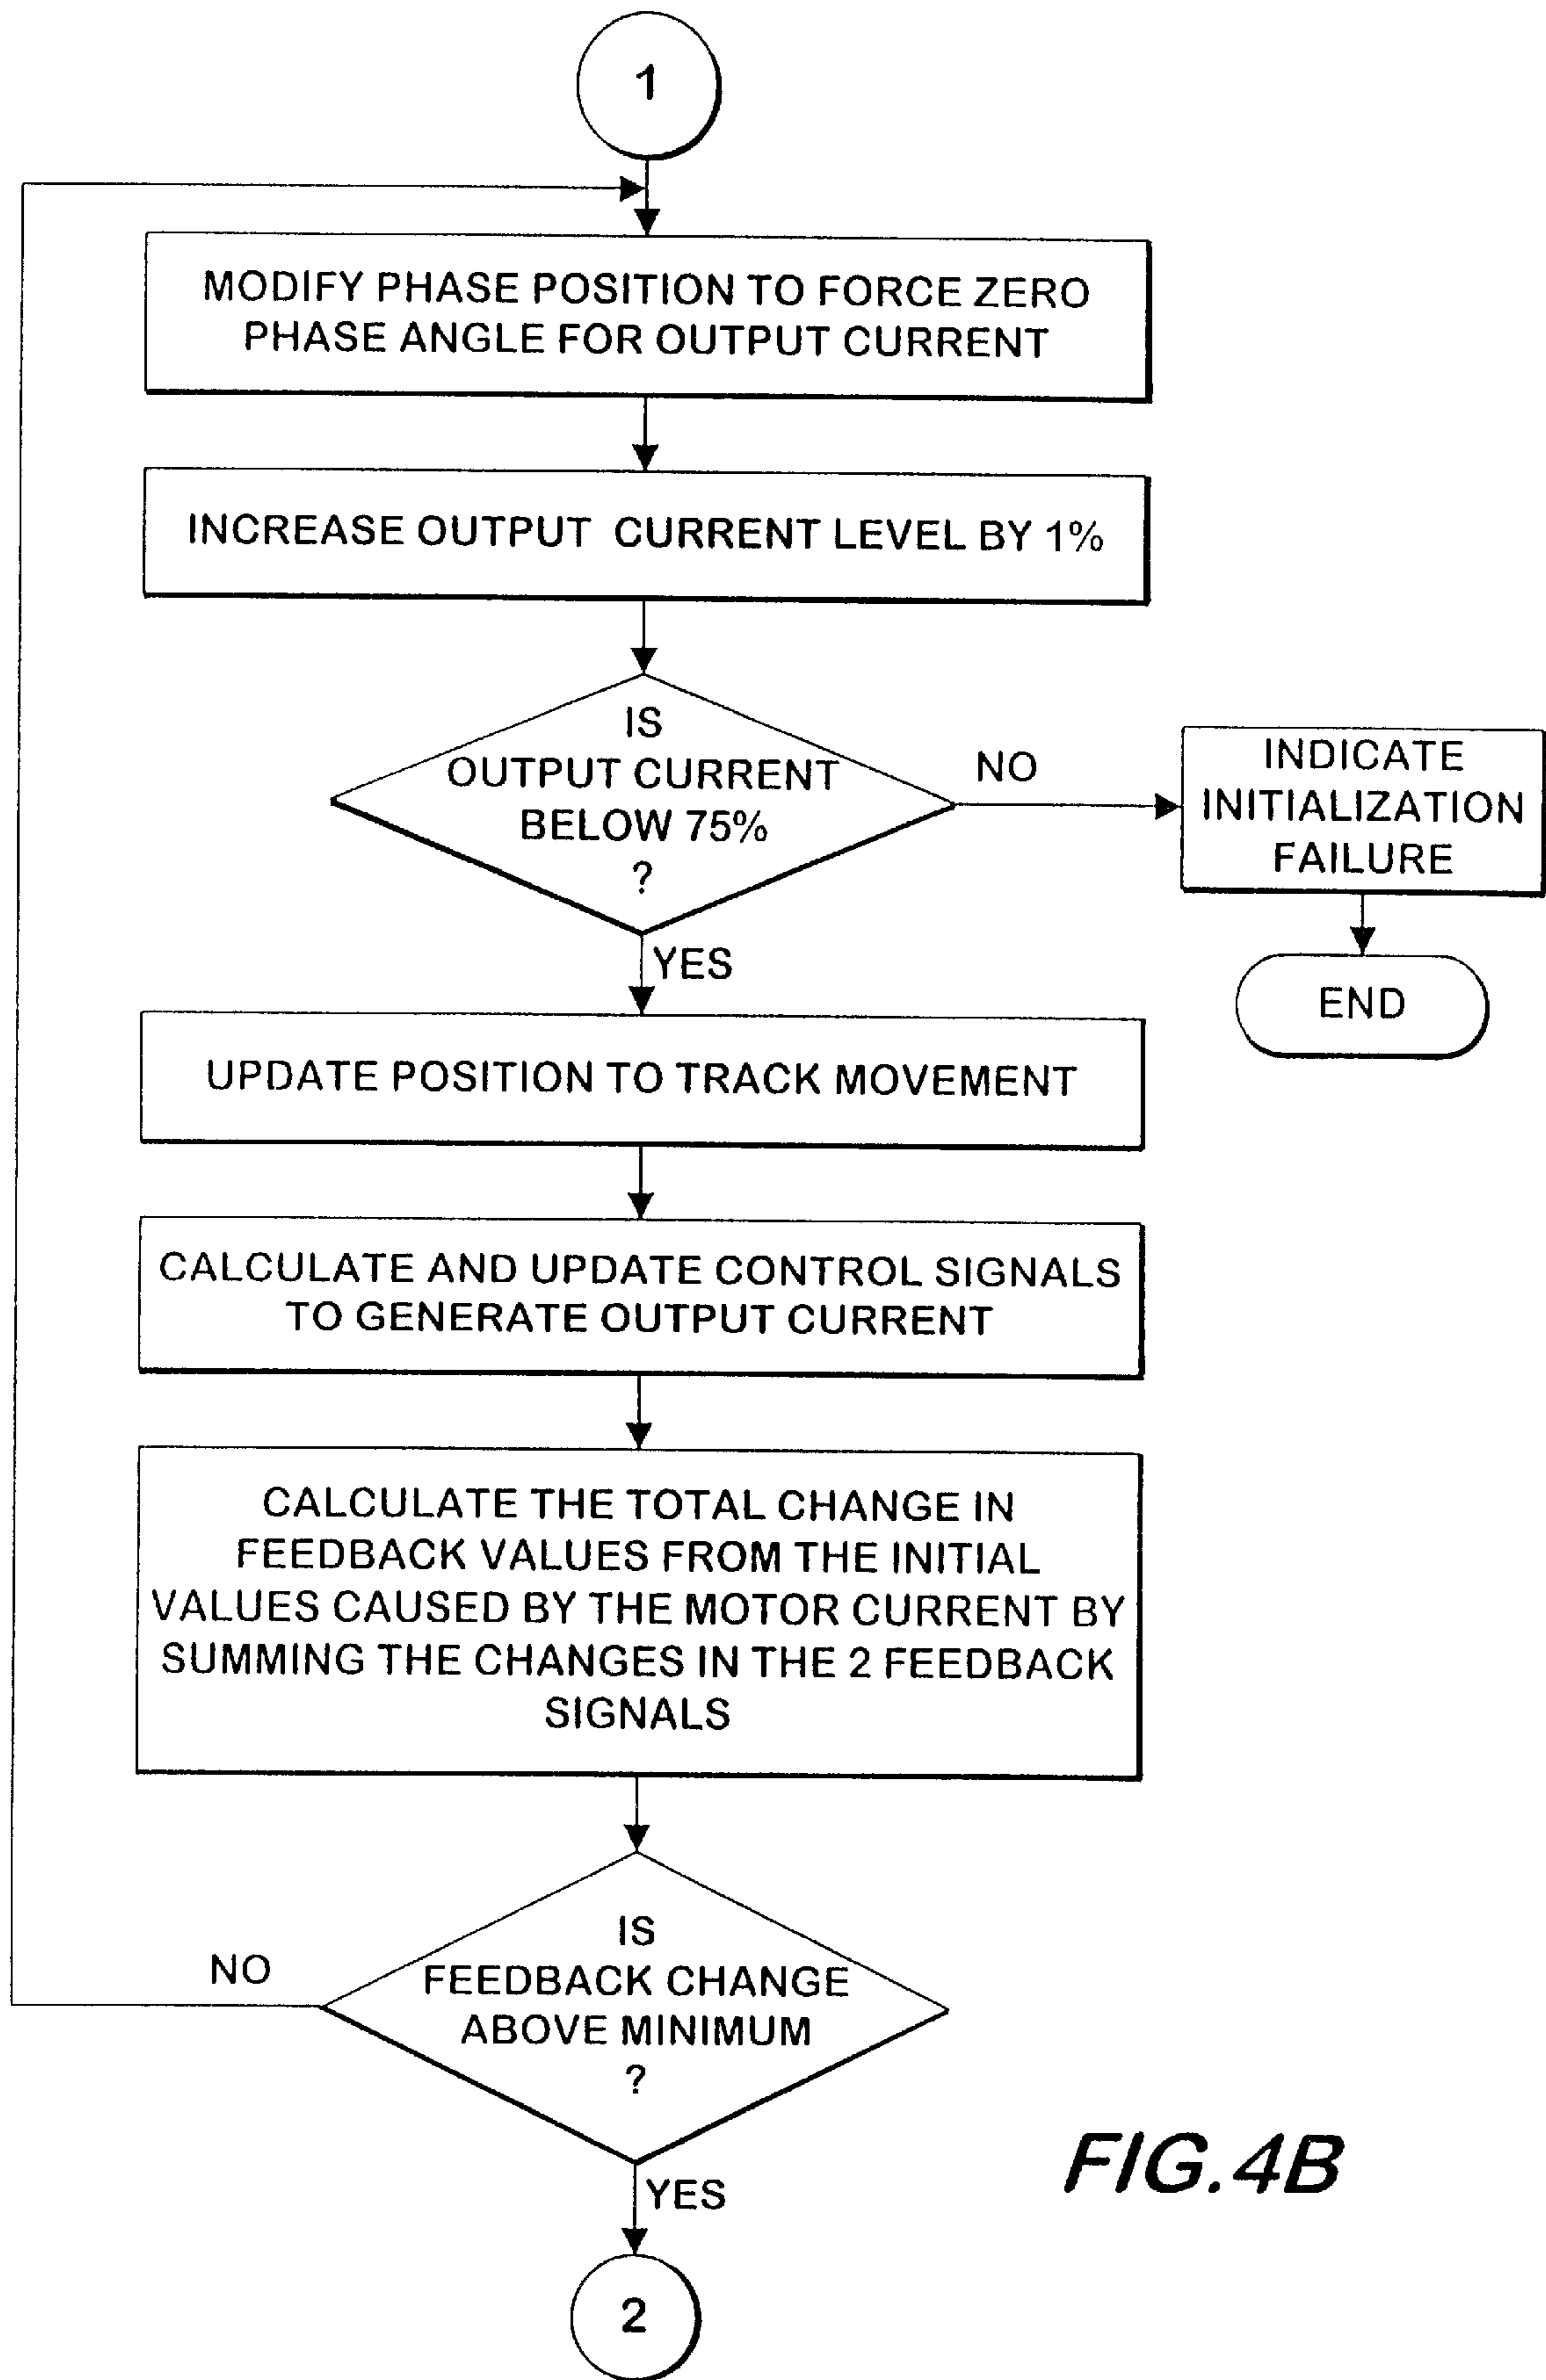 1
MODIFY PHASE POSITION TO FORCE ZERO
PHASE ANGLE FOR OUTPUT CURRENT
INCREASE OUTPUT CURRENT LEVEL BY 1%
IS
OUTPUT CURRENT
BELOW 75%
?
NO
INDICATE
INITIALIZATION
FAILURE
END
YES
UPDATE POSITION TO TRACK MOVEMENT
CALCULATE AND UPDATE CONTROL SIGNALS
TO GENERATE OUTPUT CURRENT
CALCULATE THE TOTAL CHANGE IN
FEEDBACK VALUES FROM THE INITIAL
VALUES CAUSED BY THE MOTOR CURRENT BY
SUMMING THE CHANGES IN THE 2 FEEDBACK
SIGNALS
IS
FEEDBACK CHANGE
ABOVE MINIMUM
?
NO
YES
2
FIG.4B